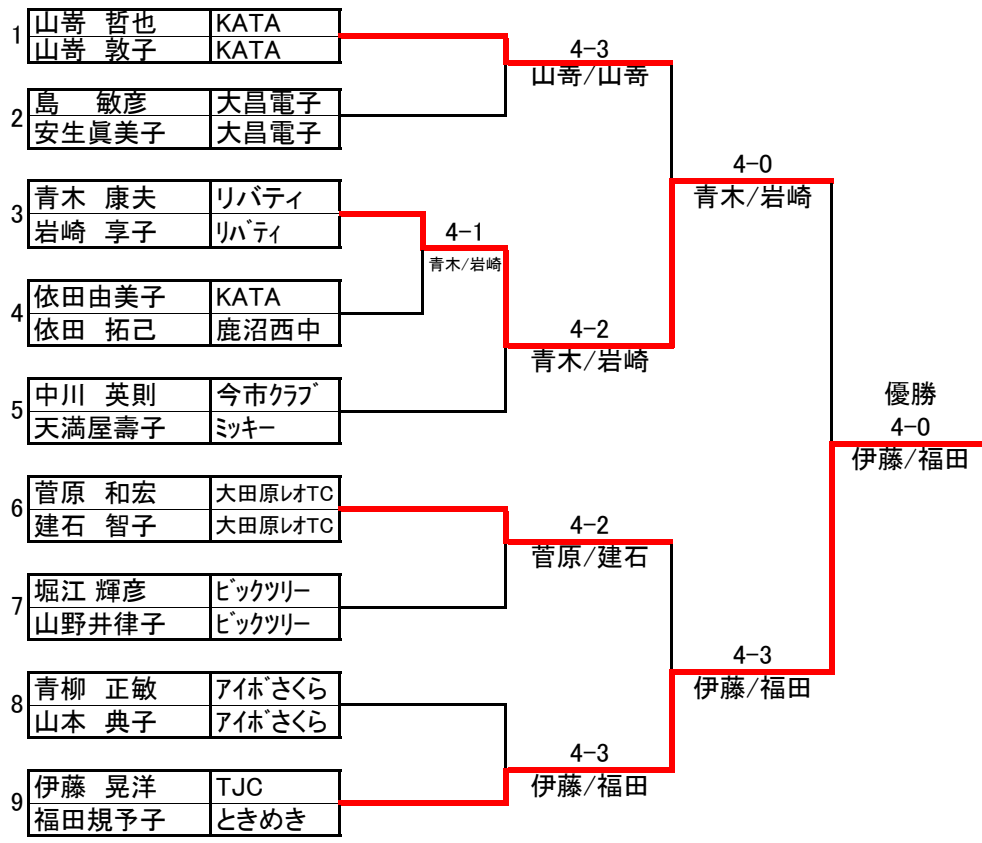 1 山嵜 哲也 KATA
山嵜 敦子 KATA
2 島 敏彦 大昌電子
安生眞美子 大昌電子
3 青木 康夫 リバティ
岩崎 享子 ﾘﾊﾞﾃｨ
4 依田由美子 KATA
依田 拓己 鹿沼西中
5 中川 英則 今市ｸﾗﾌﾞ
天満屋壽子 ﾐｯｷｰ
6 菅原 和宏 大田原ﾚｵTC
建石 智子 大田原ﾚｵTC
7 堀江 輝彦 ﾋﾞｯｸﾂﾘｰ
山野井律子 ﾋﾞｯｸﾂﾘｰ
8 青柳 正敏 ｱｲﾎﾞさくら
山本 典子 ｱｲﾎﾞさくら
9 伊藤 晃洋 TJC
福田規予子 ときめき
4-1
青木/岩崎
4-3
山嵜/山嵜
4-2
青木/岩崎
4-2
菅原/建石
4-3
伊藤/福田
4-0
青木/岩崎
4-3
伊藤/福田
優勝
4-0
伊藤/福田